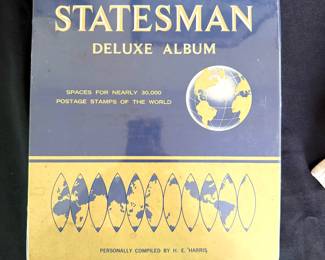 STATESMAN
DELUXE ALBUM
SPACES FOR NEARLY 30,000
POSTAGE STAMPS OF THE WORLD
PERSONALLY COMPILED BY H. E. HARRIS